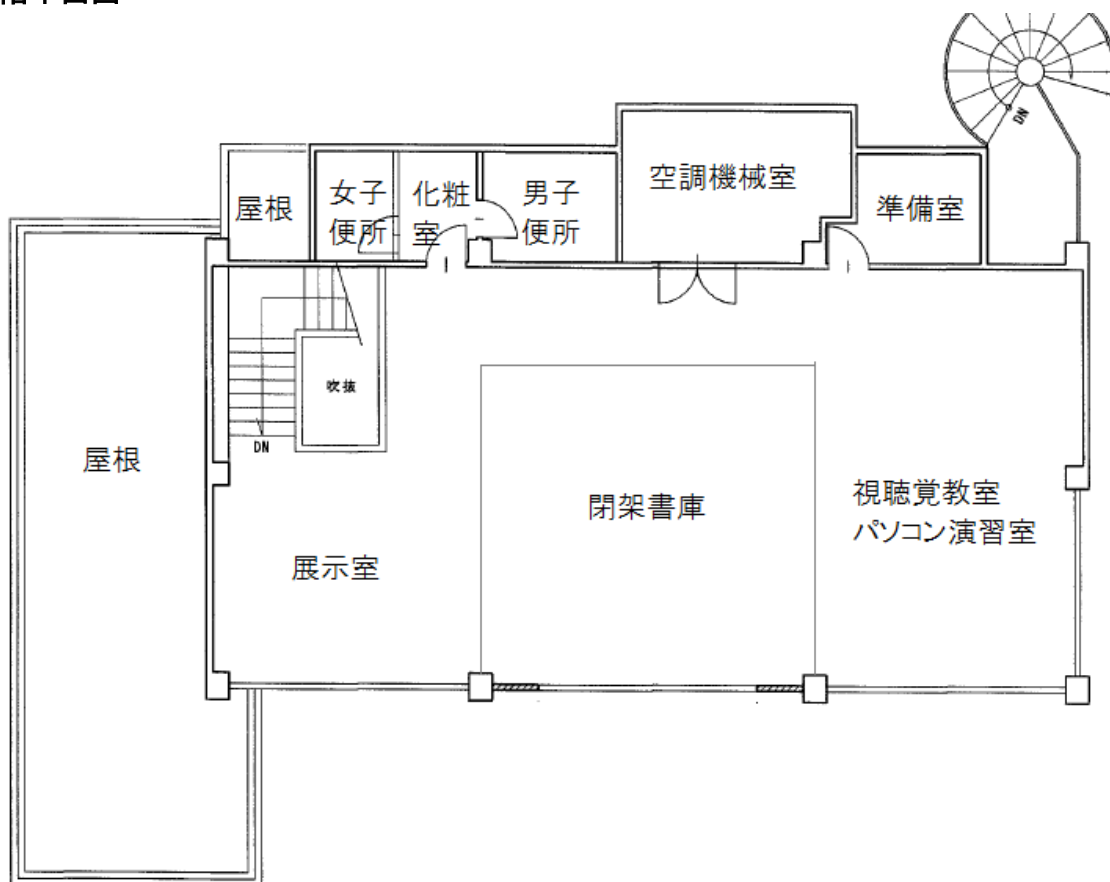 DN
女子
便所
化粧
室
男子
便所
空調機械室
準備室
屋根
吹抜
DN
屋根
閉架書庫
視聴覚教室
パソコン演習室
展示室